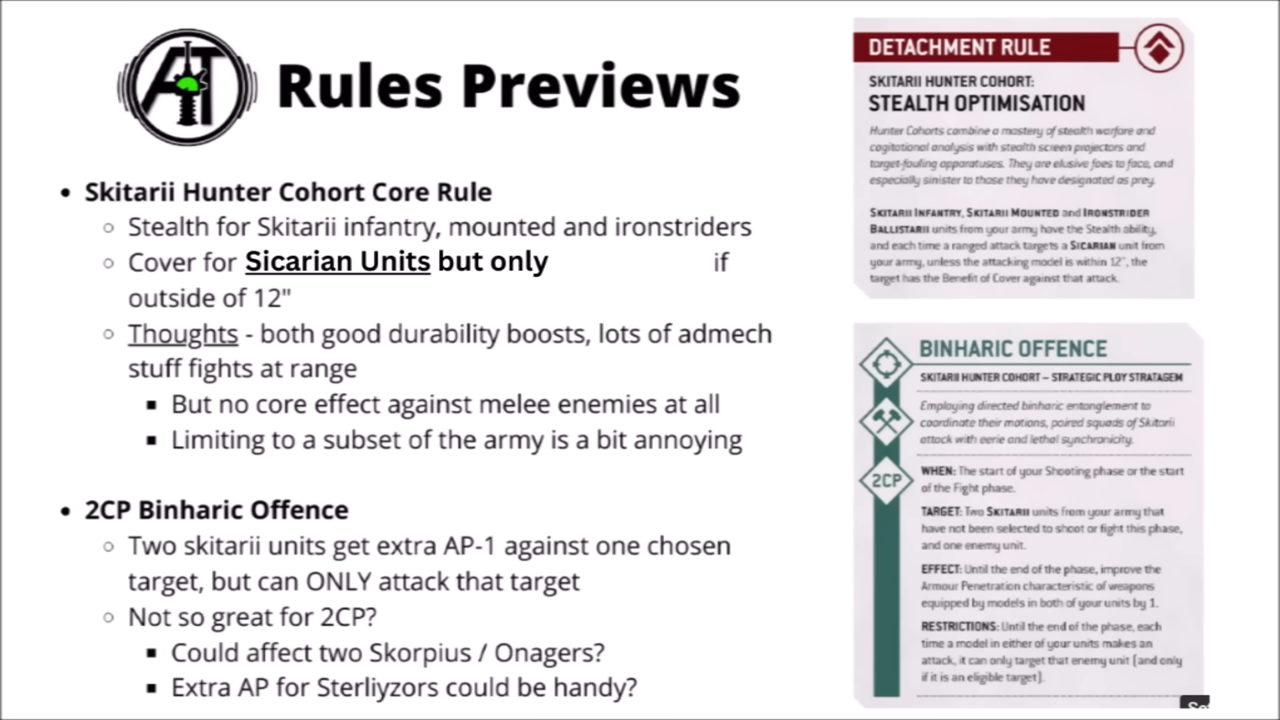 AT
Rules Previews
Skitarii Hunter Cohort Core Rule
Stealth for Skitarii infantry, mounted and ironstriders
Cover for Sicarian Units but only if
outside of 12"
Thoughts - both good durability boosts, lots of admech
stuff fights at range
But no core effect against melee enemies at all
Limiting to a subset of the army is a bit annoying
2CP Binharic Offence
Two skitarii units get extra AP-1 against one chosen
target, but can ONLY attack that target
Not so great for 2CP?
Could affect two Skorpius / Onagers?
Extra AP for Sterliyzors could be handy?
DETACHMENT RULE
SKITARII HUNTER COHORT:
STEALTH OPTIMISATION
Hunter Cohorts combine a mastery of stealth warfare and
cogitational analysis with stealth screen projectors and
target-fouling apparatuses. They are elusive foes to face, and
especially sinister to those they have designated as prey.
SKITARII INFANTRY, SKITARII MOUNTED and IRONSTRIDER
BALLISTARII units from your army have the Stealth ability,
and each time a ranged attack targets a SICARIAN unit from
your army, unless the attacking model is within 12", the
target has the Benefit of Cover against that attack.
BINHARIC OFFENCE
SKITARII HUNTER COHORT – STRATEGIC PLOY STRATAGEM
Employing directed binharic entanglement to
coordinate their motions, paired squads of Skitarii
attack with eerie and lethal synchronicity.
2CP
WHEN: The start of your Shooting phase or the start
of the Fight phase.
TARGET: Two SKITARII units from your army that
have not been selected to shoot or fight this phase,
and one enemy unit.
EFFECT: Until the end of the phase, improve the
Armour Penetration characteristic of weapons
equipped by models in both of your units by 1.
RESTRICTIONS: Until the end of the phase, each
time a model in either of your units makes an
attack, it can only target that enemy unit (and only
if it is an eligible target).